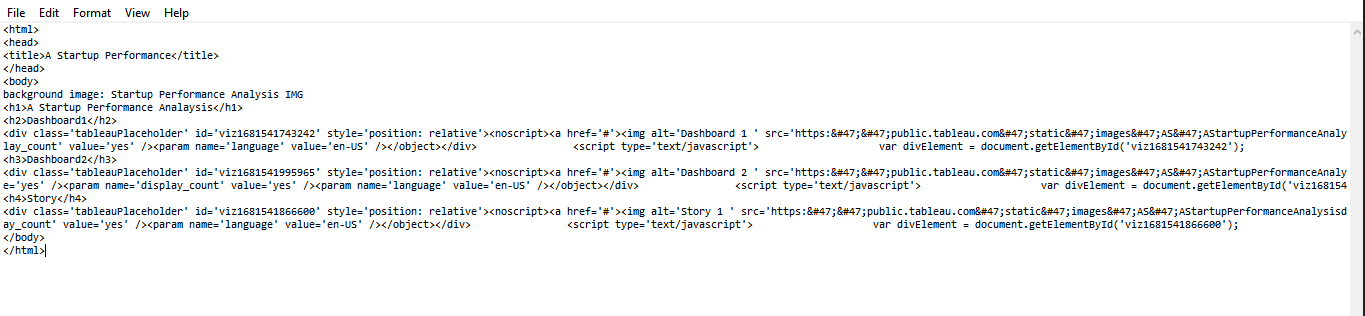 File Edit Format View Help
<html>
<head>
<title>A Startup Performance</title>
</head>
<body>
background image: Startup Performance Analysis IMG
<h1>A Startup Performance Analaysis</h1>
<h2>Dashboard1</h2>
<div class='tableauPlaceholder' id='viz1681541743242' style='position: relative'><noscript><a href='#'><img alt='Dashboard 1 ' src='https:&#47;&#47;public.tableau.com&#47;static&#47;images&#47;AS&#47;AStartupPerformanceAnaly
lay_count' value='yes' /><param name='language' value='en-US' /></object></div>                <script type='text/javascript'>                    var divElement = document.getElementById('viz1681541743242');
<h3>Dashboard2</h3>
<div class='tableauPlaceholder' id='viz1681541995965' style='position: relative'><noscript><a href='#'><img alt='Dashboard 2 ' src='https:&#47;&#47;public.tableau.com&#47;static&#47;images&#47;AS&#47;AStartupPerformanceAnaly
e='yes' /><param name='display_count' value='yes' /><param name='language' value='en-US' /></object></div>                <script type='text/javascript'>                    var divElement = document.getElementById('viz168154
<h4>Story</h4>
<div class='tableauPlaceholder' id='viz1681541866600' style='position: relative'><noscript><a href='#'><img alt='Story 1 ' src='https:&#47;&#47;public.tableau.com&#47;static&#47;images&#47;AS&#47;AStartupPerformanceAnalysisd
ay_count' value='yes' /><param name='language' value='en-US' /></object></div>                <script type='text/javascript'>                    var divElement = document.getElementById('viz1681541866600');
</body>
</html>